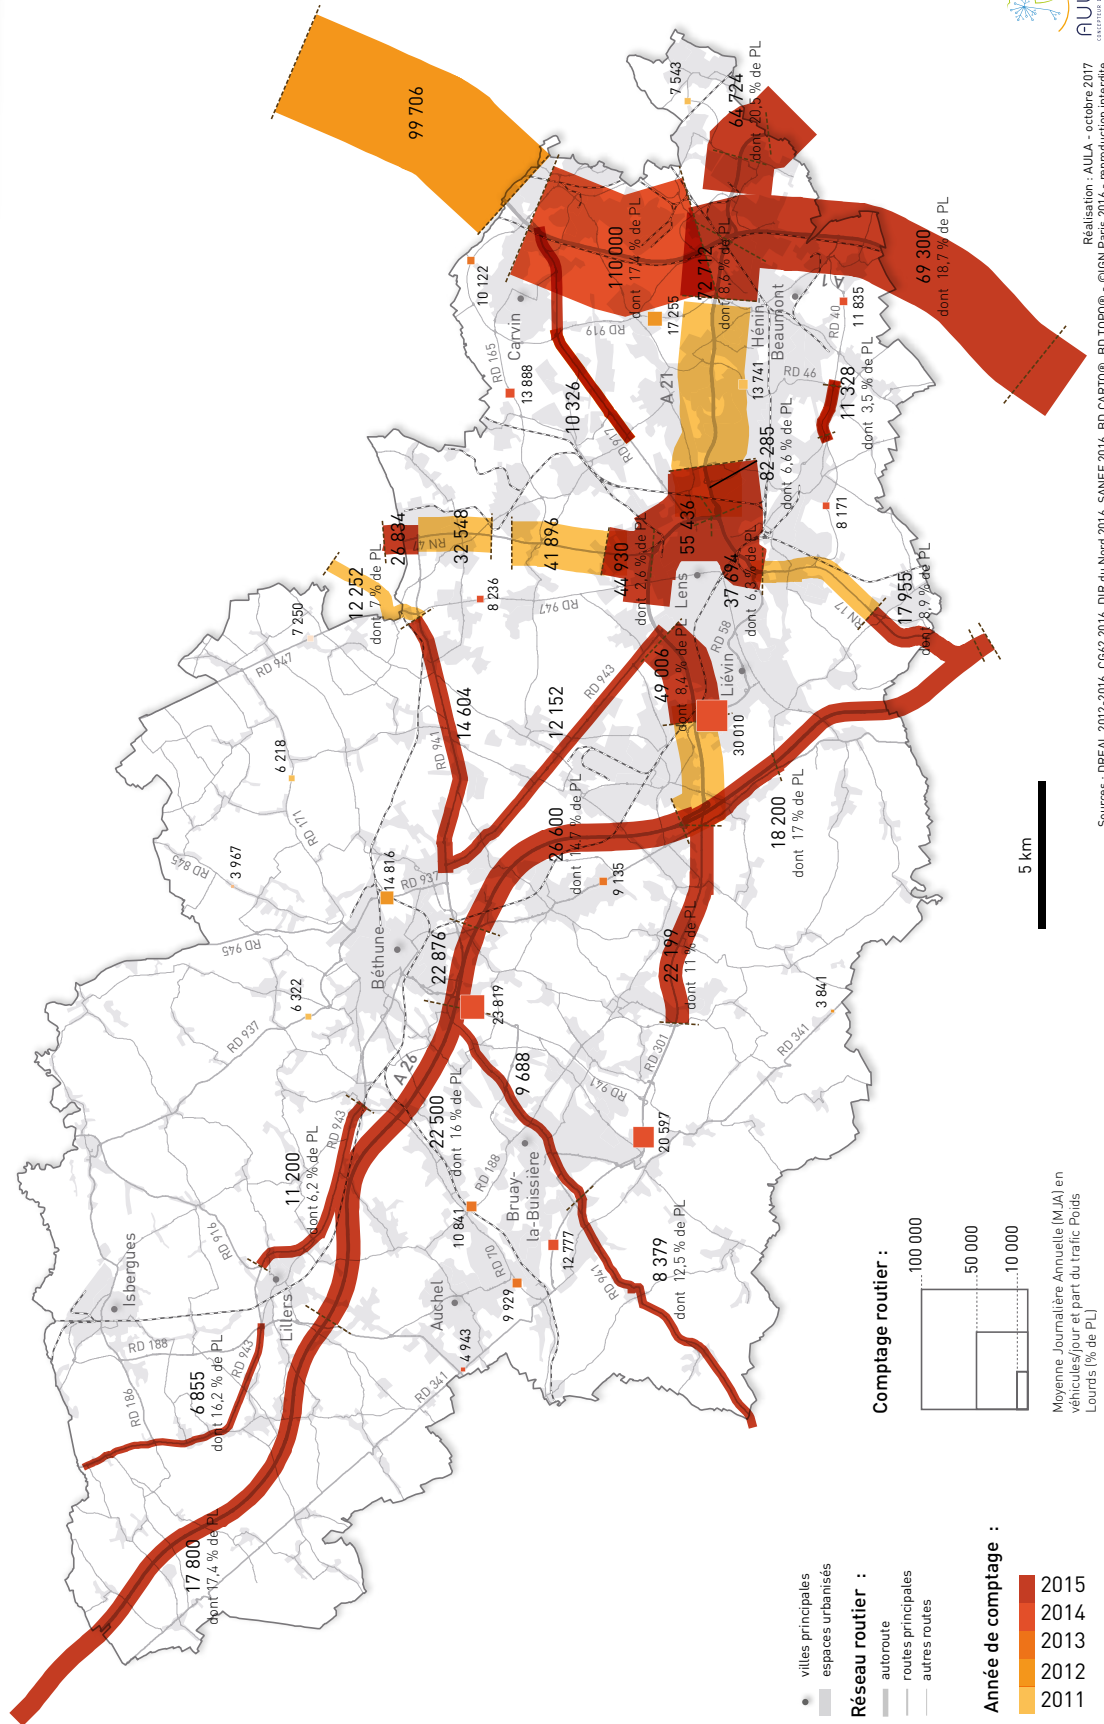 99 706
7 543
64 724
dont 20,5 % de PL
110 000
dont 17,4 % de PL
72 712
dont 8,6 % de PL
69 300
dont 18,7 % de PL
10 122
RD 165
Carvin
13 888
RD 919
17 255
10 326
RD 917
A 21
A1
13 741
Hénin-
Beaumont
RD 40
11 835
RD 46
11 328
dont 3,5 % de PL
82 285
dont 6,6 % de PL
8 171
26 834
RN 47
32 548
41 896
44 930
dont 2,6 % de PL
55 436
Lens
37 694
dont 6,3 % de PL
RN 17
17 955
dont 8,9 % de PL
12 252
dont 7 % de PL
8 236
RD 947
7 250
RD 947
RD 58
Liévin
49 006
dont 8,4 % de PL
30 010
RD 943
12 152
14 604
RD 941
6 218
RD 171
RD 845
3 967
14 816
RD 937
26 600
dont 14,7 % de PL
9 135
18 200
dont 17 % de PL
Béthune
RD 945
6 322
RD 937
22 876
23 819
22 199
dont 11 % de PL
3 841
RD 341
RD 301
RD 941
9 688
A 26
22 500
dont 16 % de PL
RD 943
11 200
dont 6,2 % de PL
20 597
RD 188
Bruay-
la-Buissière
10 841
RD 70
12 777
9 929
RD 941
8 379
dont 12,5 % de PL
Auchel
4 943
RD 341
Isbergues
RD 916
Lillers
RD 188
RD 943
RD 186
6 855
dont 16,2 % de PL
17 800
dont 17,4 % de PL
villes principales
espaces urbanisés
Réseau routier :
autoroute
routes principales
autres routes
Année de comptage :
2015
2014
2013
2012
2011
Comptage routier :
100 000
50 000
10 000
Moyenne Journalière Annuelle (MJA) en
véhicules/jour et part du trafic Poids
Lourds (% de PL)
5 km
Réalisation : AULA - octobre 2017